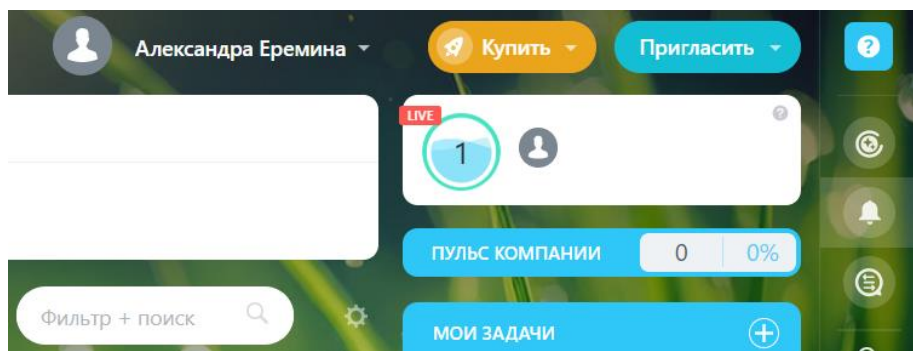 Александра Еремина
Купить
Пригласить
?
LIVE
?
1
ПУЛЬС КОМПАНИИ 0 0%
Фильтр + поиск
МОИ ЗАДАЧИ